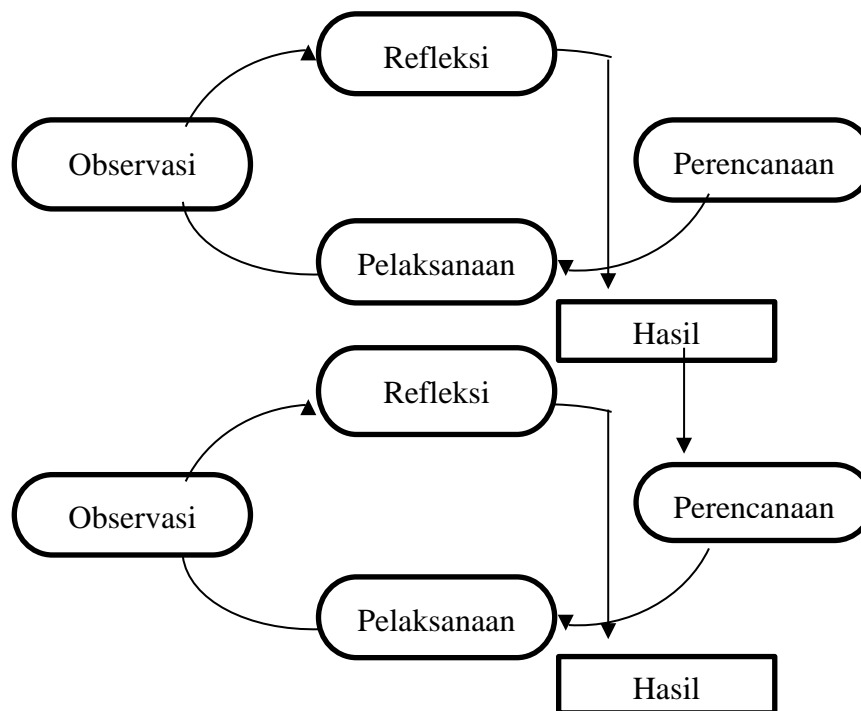 Refleksi
Observasi
Perencanaan
Pelaksanaan
Hasil
Refleksi
Observasi
Perencanaan
Pelaksanaan
Hasil